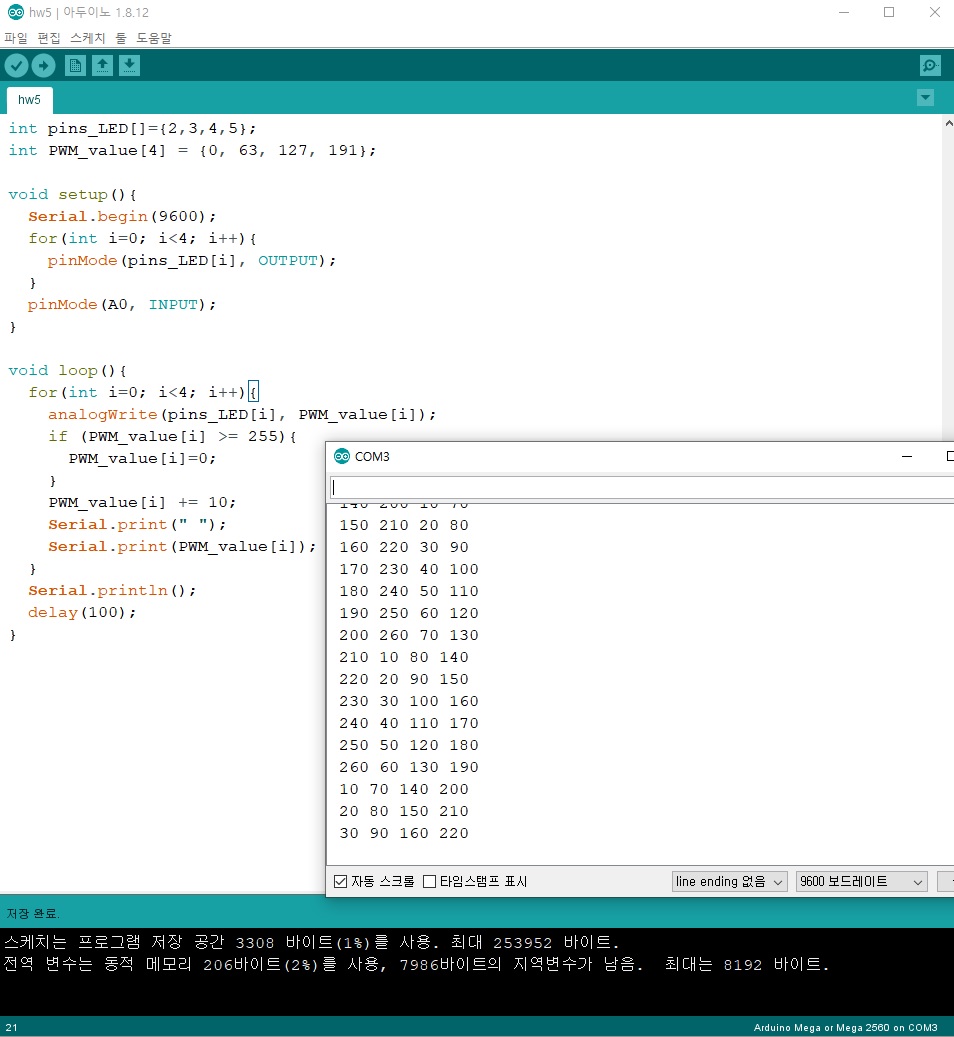 hw5 | 아두이노 1.8.12
파일 편집 스케치 툴 도움말
hw5
int pins_LED[]={2,3,4,5};
int PWM_value[4] = {0, 63, 127, 191};
void setup(){
Serial.begin(9600);
for(int i=0; i<4; i++){
pinMode(pins_LED[i], OUTPUT);
}
pinMode(A0, INPUT);
}
void loop(){
for(int i=0; i<4; i++){
analogWrite(pins_LED[i], PWM_value[i]);
if (PWM_value[i] >= 255){
PWM_value[i]=0;
}
PWM_value[i] += 10;
Serial.print(" ");
Serial.print(PWM_value[i]);
}
Serial.println();
delay(100);
}
COM3
140 200 10 70
150 210 20 80
160 220 30 90
170 230 40 100
180 240 50 110
190 250 60 120
200 260 70 130
210 10 80 140
220 20 90 150
230 30 100 160
240 40 110 170
250 50 120 180
260 60 130 190
10 70 140 200
20 80 150 210
30 90 160 220
자동 스크롤 타임스탬프 표시 line ending 없음 9600 보드레이트
저장 완료.
스케치는 프로그램 저장 공간 3308 바이트(1%)를 사용. 최대 253952 바이트.
전역 변수는 동적 메모리 206바이트(2%)를 사용, 7986바이트의 지역변수가 남음. 최대는 8192 바이트.
21 Arduino Mega or Mega 2560 on COM3